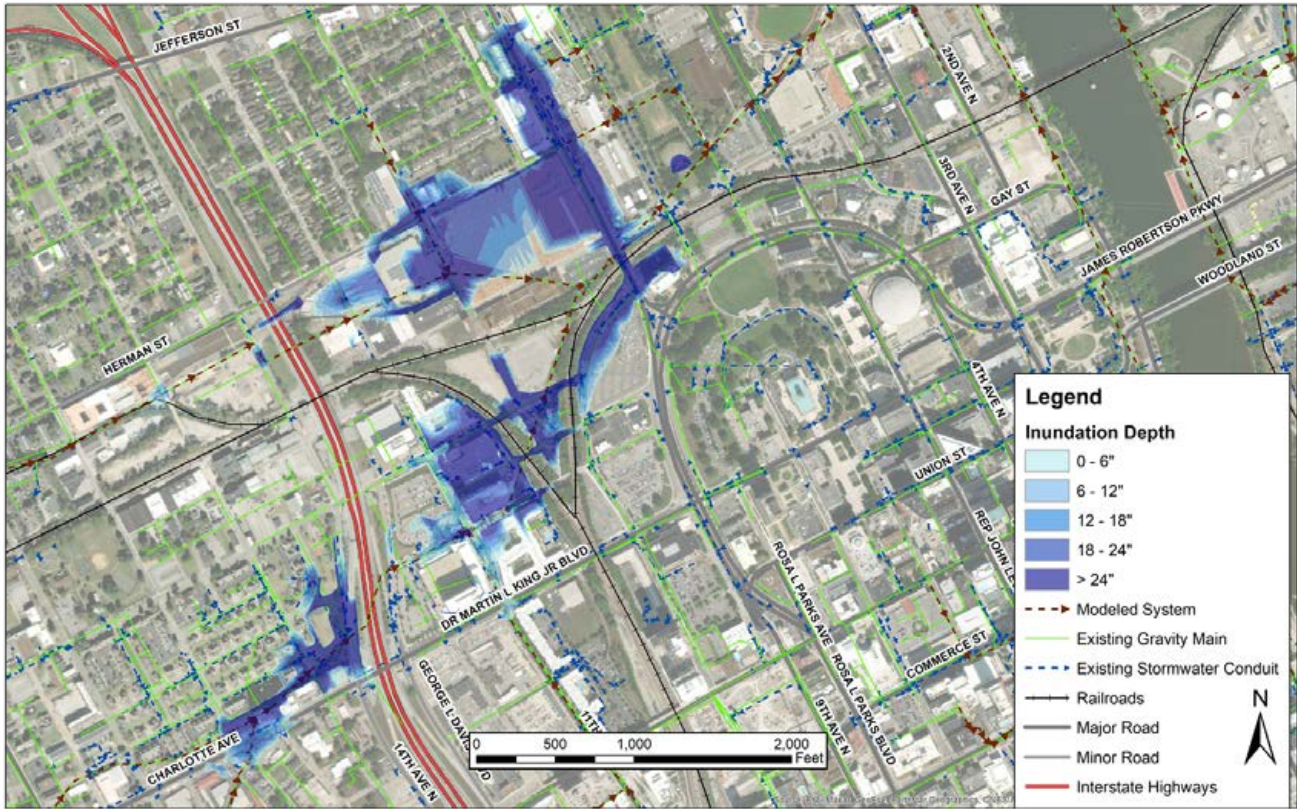 JEFFERSON ST
2ND AVE N
3RD AVE N
GAY ST
JAMES ROBERTSON PKWY
WOODLAND ST
HERMAN ST
4TH AVE N
UNION ST
REP JOHN LE
ROSA L PARKS AVE
ROSA L PARKS BLVD
DR MARTIN L KING JR BLVD
COMMERCE ST
GEORGE L DAVIS
VD
11TH
9TH AVE N
14TH AVE N
CHARLOTTE AVE
0 500 1,000 2,000
Feet
Legend
Inundation Depth
0 - 6"
6 - 12"
12 - 18"
18 - 24"
> 24"
Modeled System
Existing Gravity Main
Existing Stormwater Conduit
Railroads
Major Road
Minor Road
Interstate Highways
N